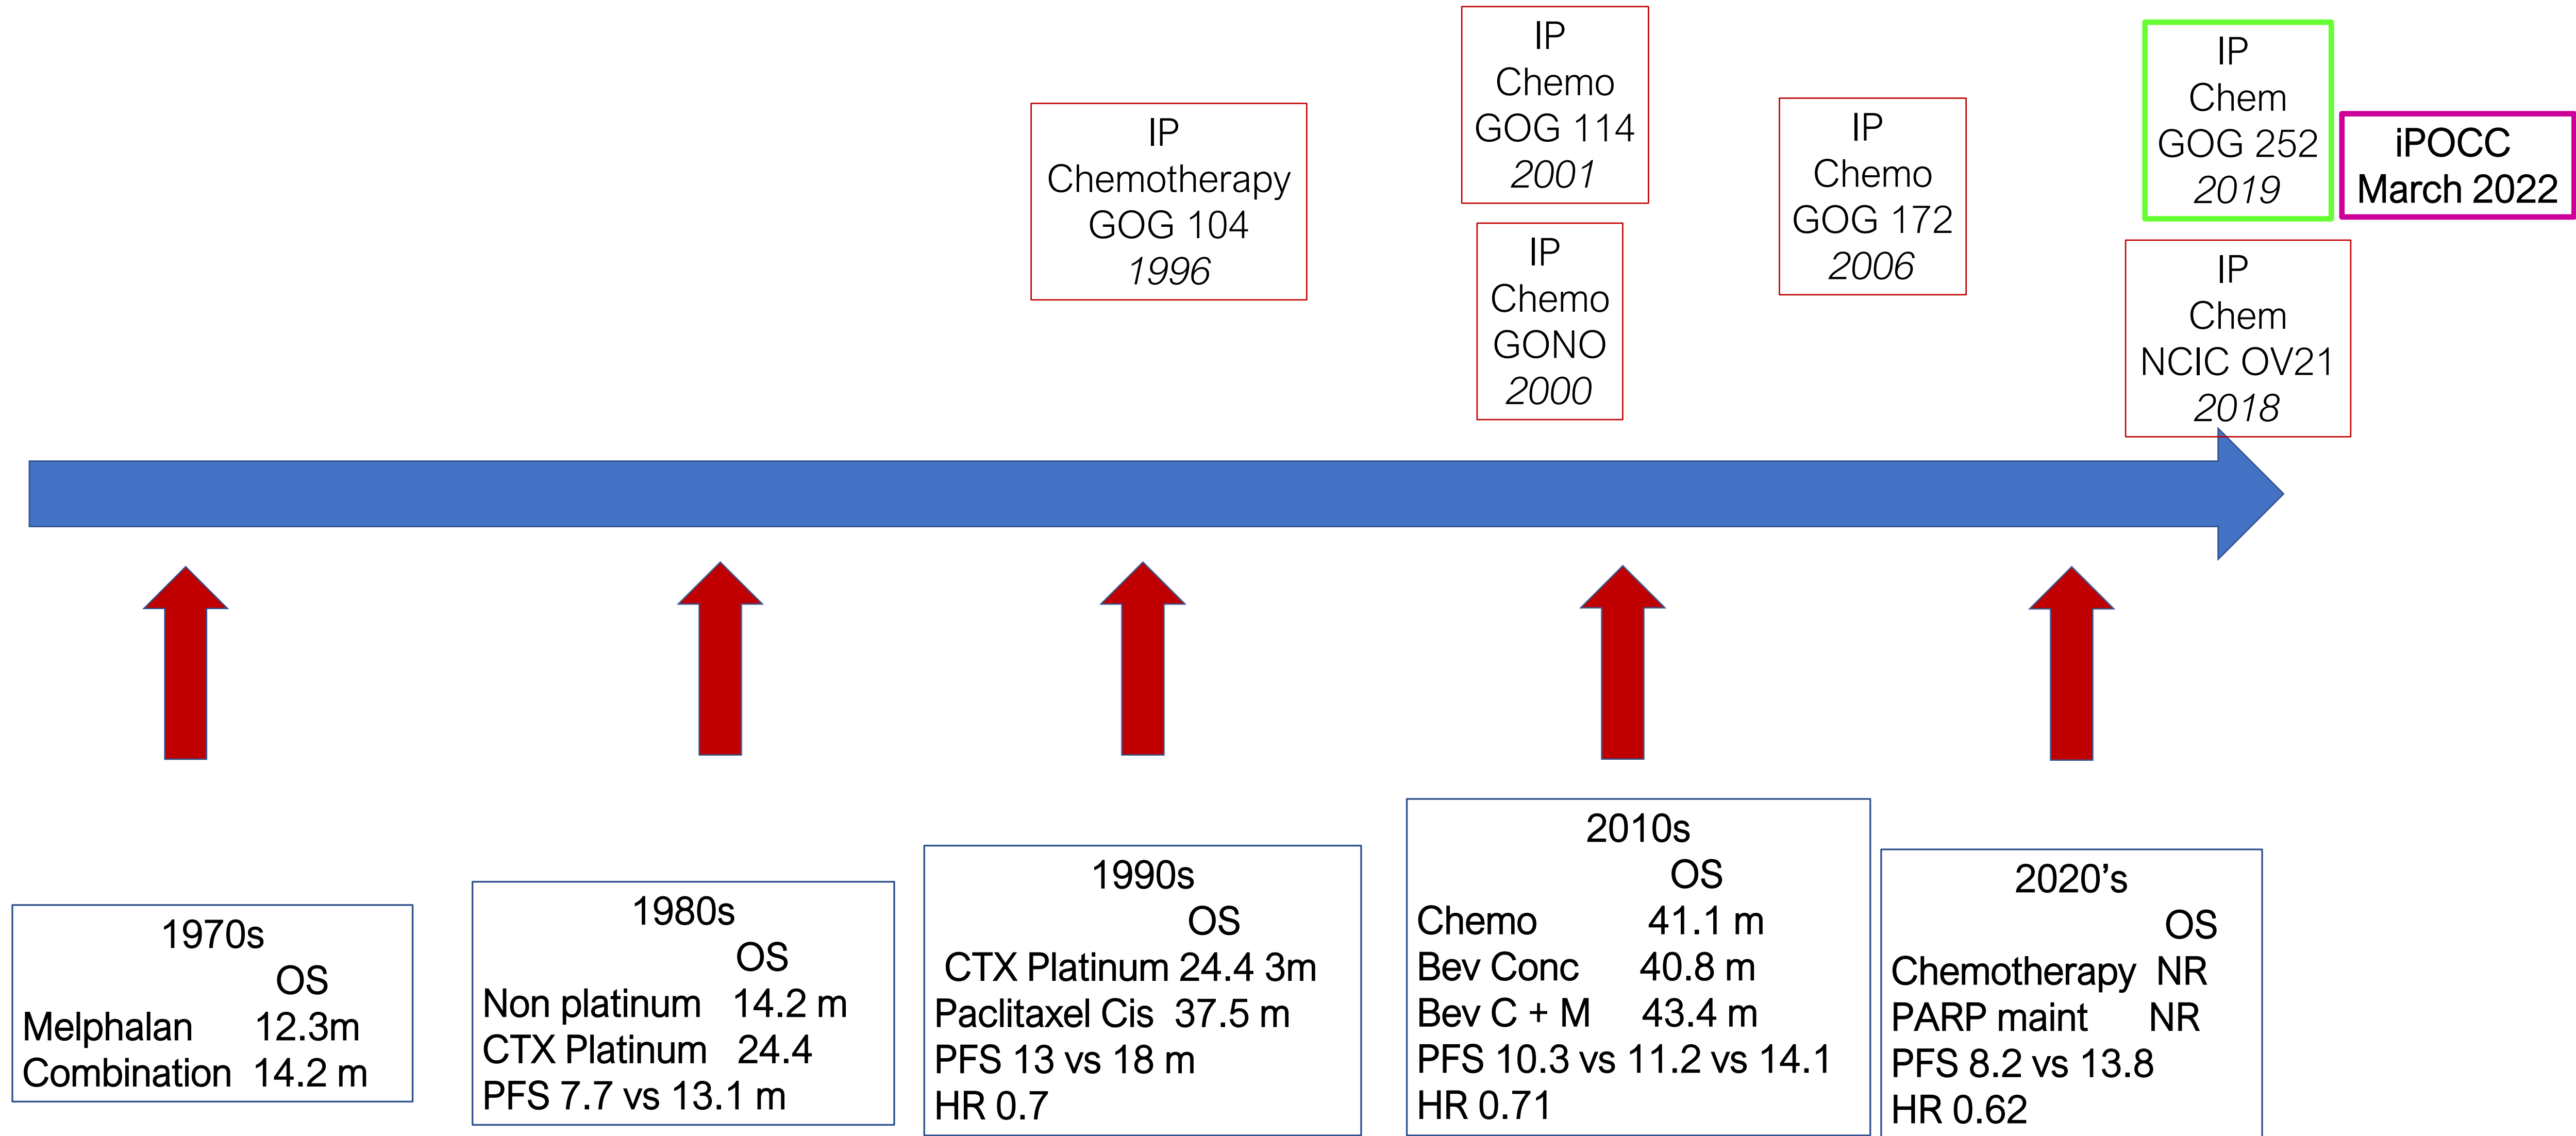 IP
Chemotherapy
GOG 104
1996
IP
Chemo
GOG 114
2001
IP
Chemo
GONO
2000
IP
Chemo
GOG 172
2006
IP
Chem
GOG 252
2019
iPOCC
March 2022
IP
Chem
NCIC OV21
2018
1970s
OS
Melphalan 12.3m
Combination 14.2 m
1980s
OS
Non platinum 14.2 m
CTX Platinum 24.4
PFS 7.7 vs 13.1 m
1990s
OS
CTX Platinum 24.4 3m
Paclitaxel Cis 37.5 m
PFS 13 vs 18 m
HR 0.7
2010s
OS
Chemo 41.1 m
Bev Conc 40.8 m
Bev C + M 43.4 m
PFS 10.3 vs 11.2 vs 14.1
HR 0.71
2020’s
OS
Chemotherapy NR
PARP maint NR
PFS 8.2 vs 13.8
HR 0.62